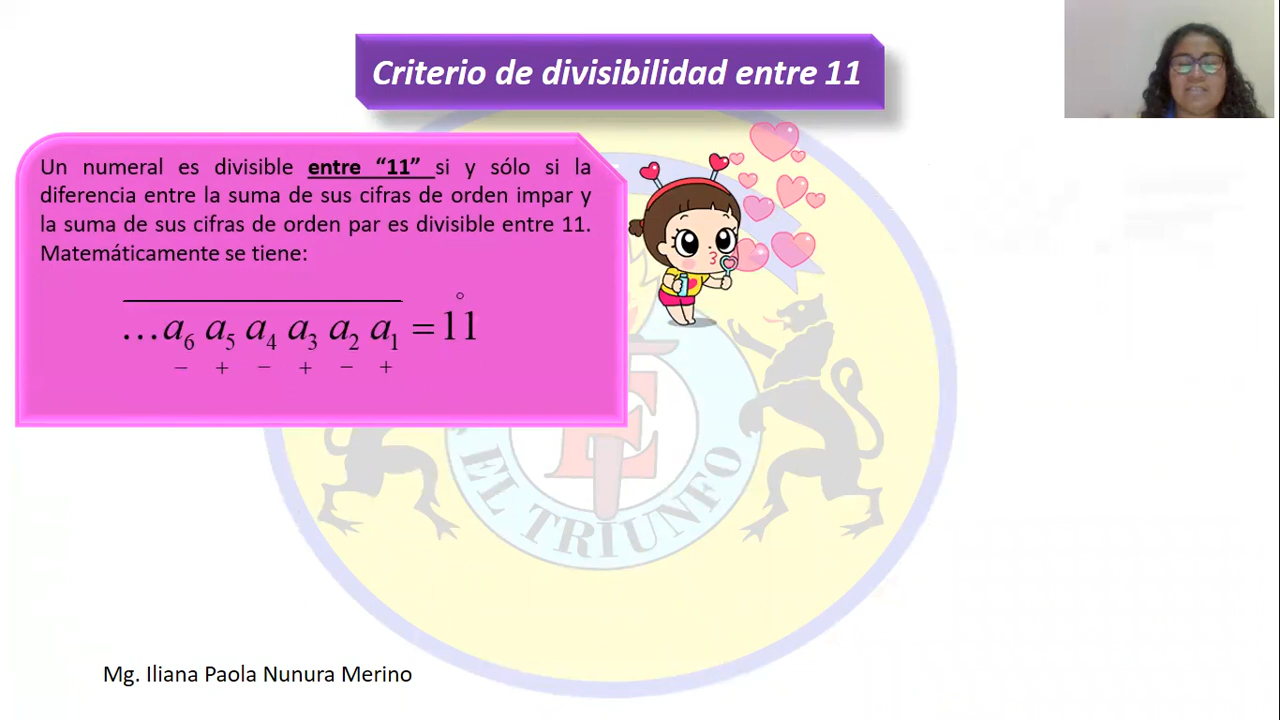 Criterio de divisibilidad entre 11
Un numeral es divisible entre “11” si y sólo si la
diferencia entre la suma de sus cifras de orden impar y
la suma de sus cifras de orden par es divisible entre 11.
Matemáticamente se tiene:
...a₆ a₅ a₄ a₃ a₂ a₁ = 11̊
− + − + − +
E T
EL TRIUNFO
Mg. Iliana Paola Nunura Merino